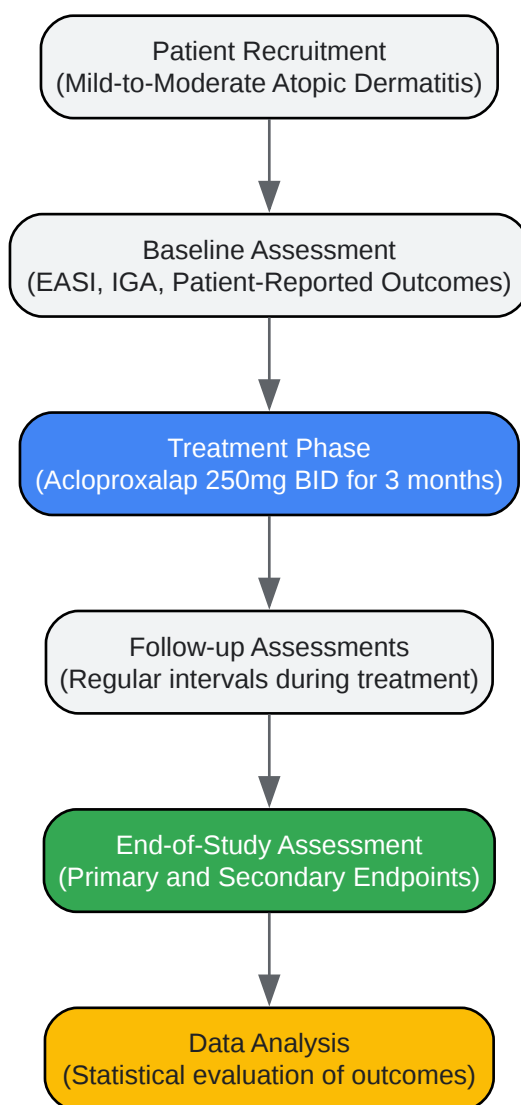 Patient Recruitment
(Mild-to-Moderate Atopic Dermatitis)
Baseline Assessment
(EASI, IGA, Patient-Reported Outcomes)
Treatment Phase
(Acloproxalap 250mg BID for 3 months)
Follow-up Assessments
(Regular intervals during treatment)
End-of-Study Assessment
(Primary and Secondary Endpoints)
Data Analysis
(Statistical evaluation of outcomes)